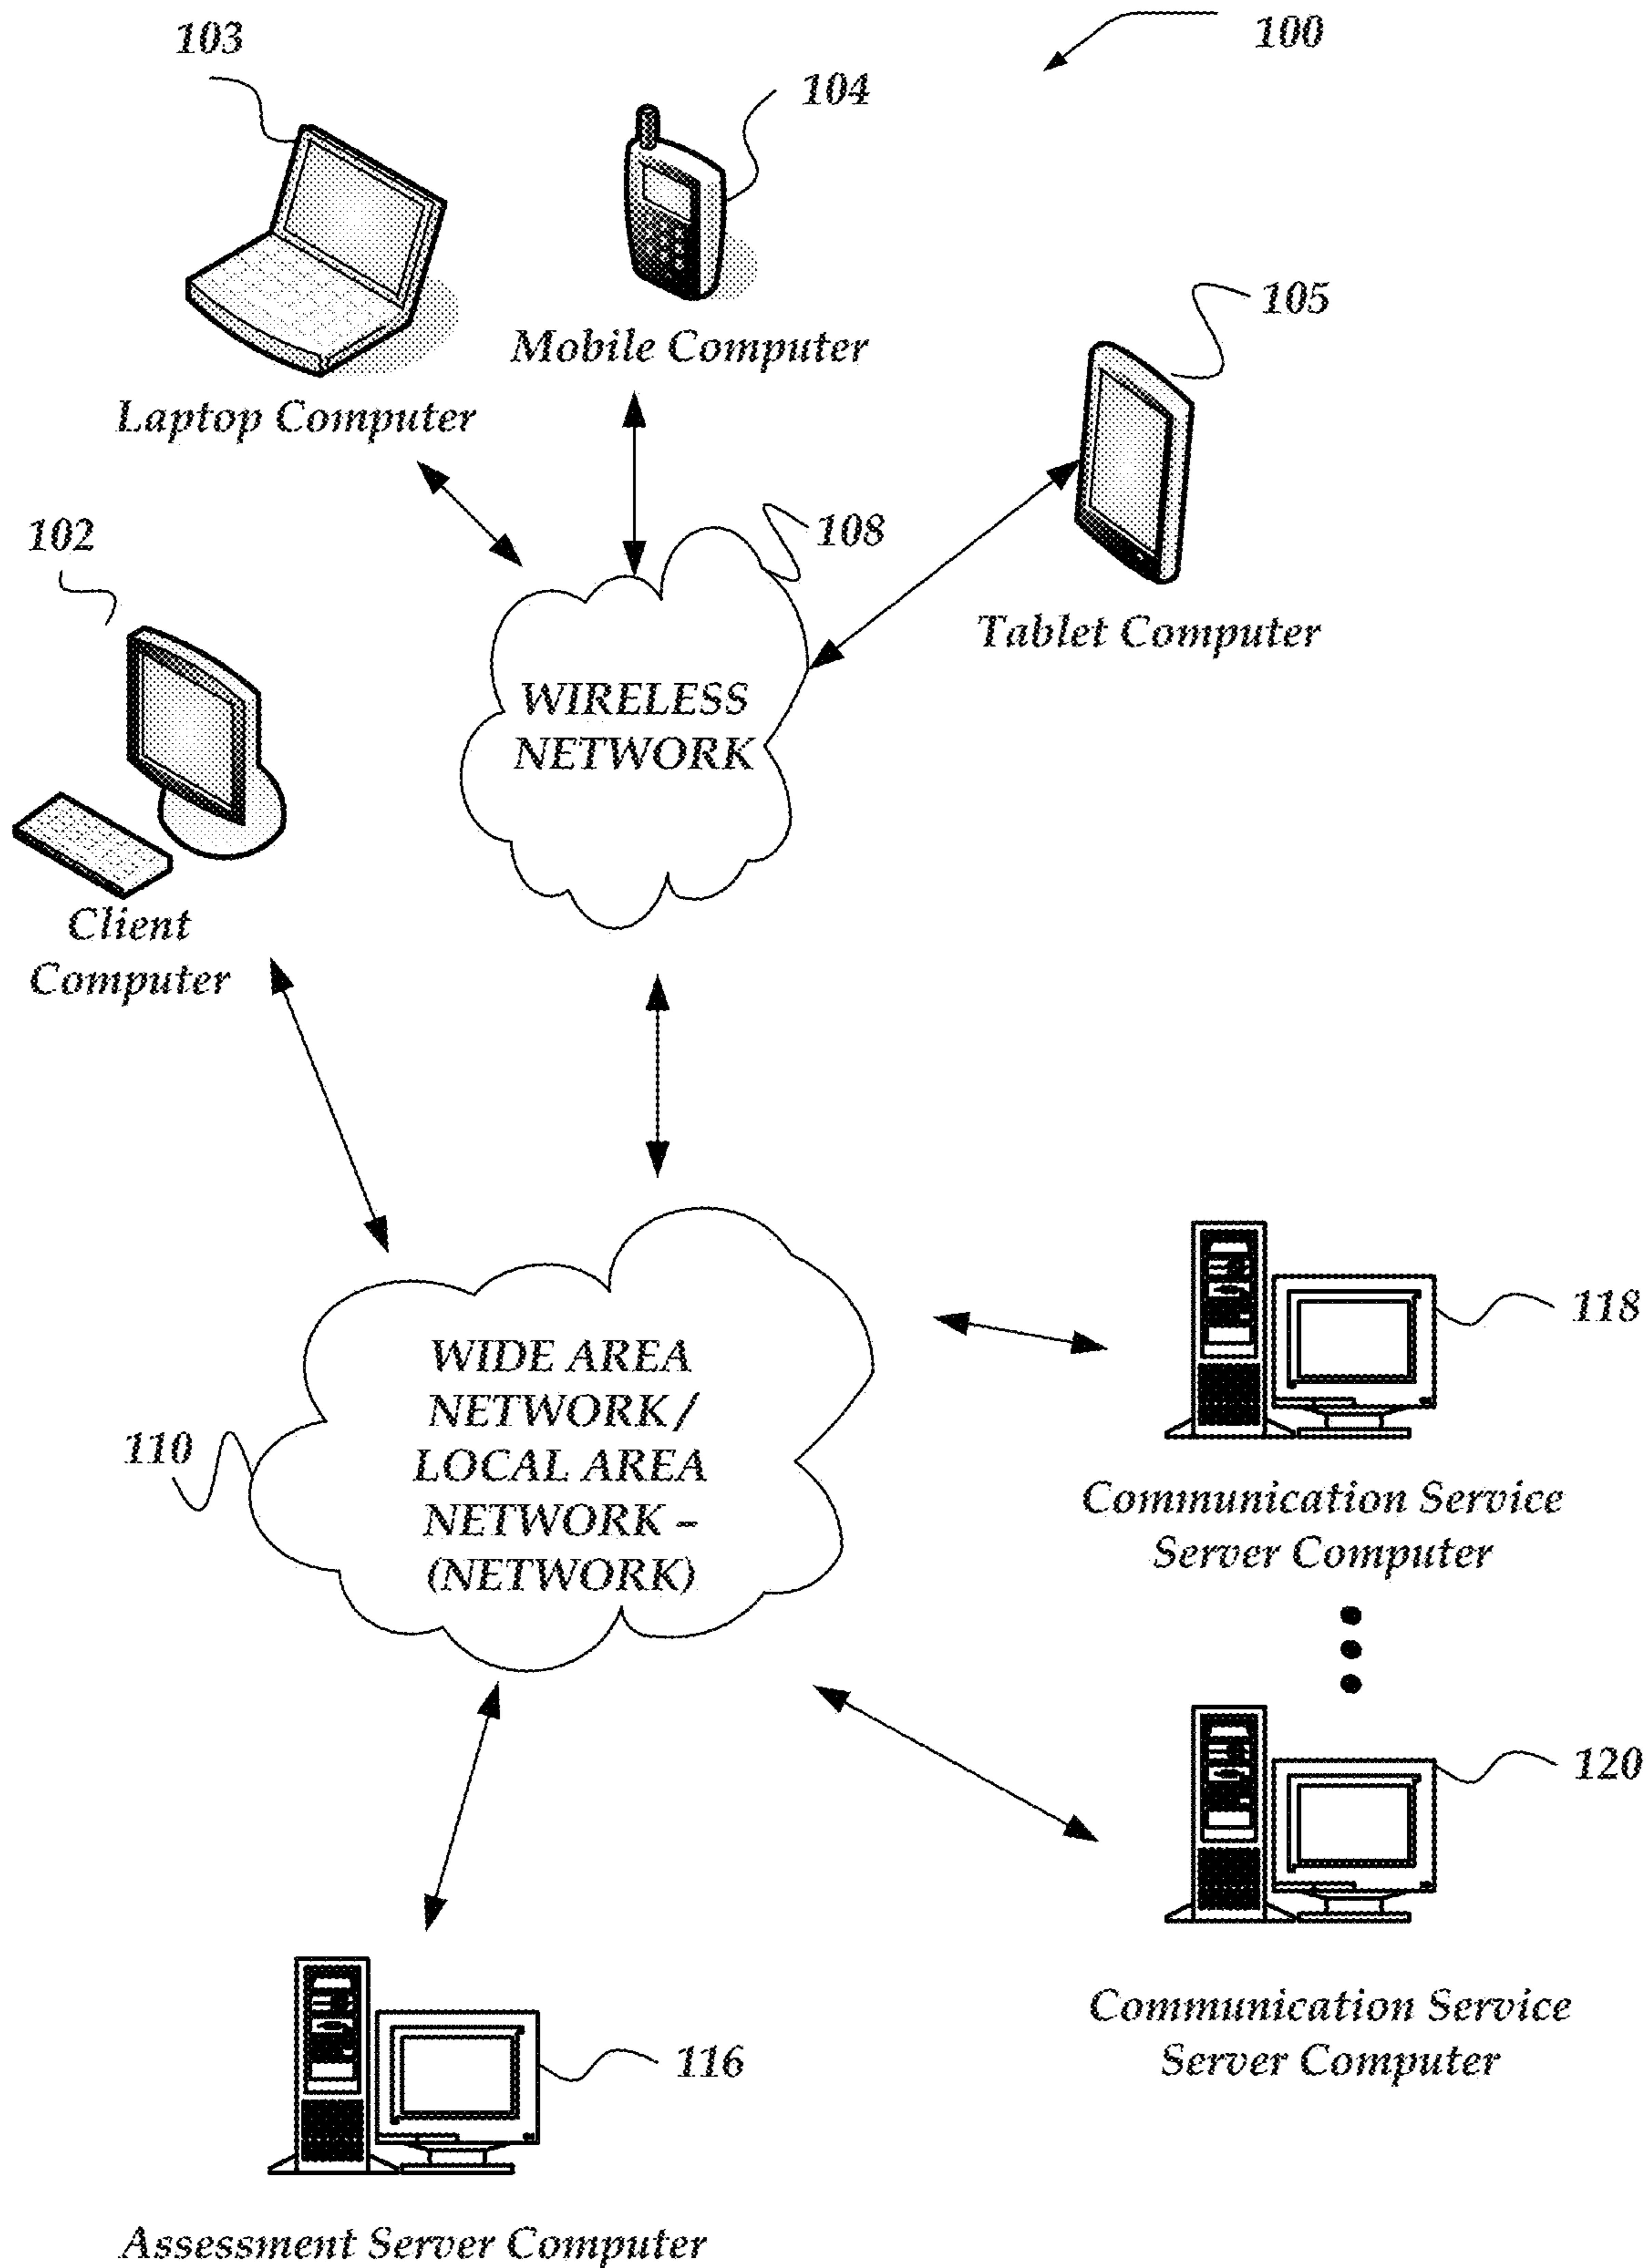 103
100
104
105
Mobile Computer
Laptop Computer
108
102
Tablet Computer
WIRELESS
NETWORK
Client
Computer
118
WIDE AREA
NETWORK /
LOCAL AREA
NETWORK –
(NETWORK)
110
Communication Service
Server Computer
120
Communication Service
Server Computer
116
Assessment Server Computer